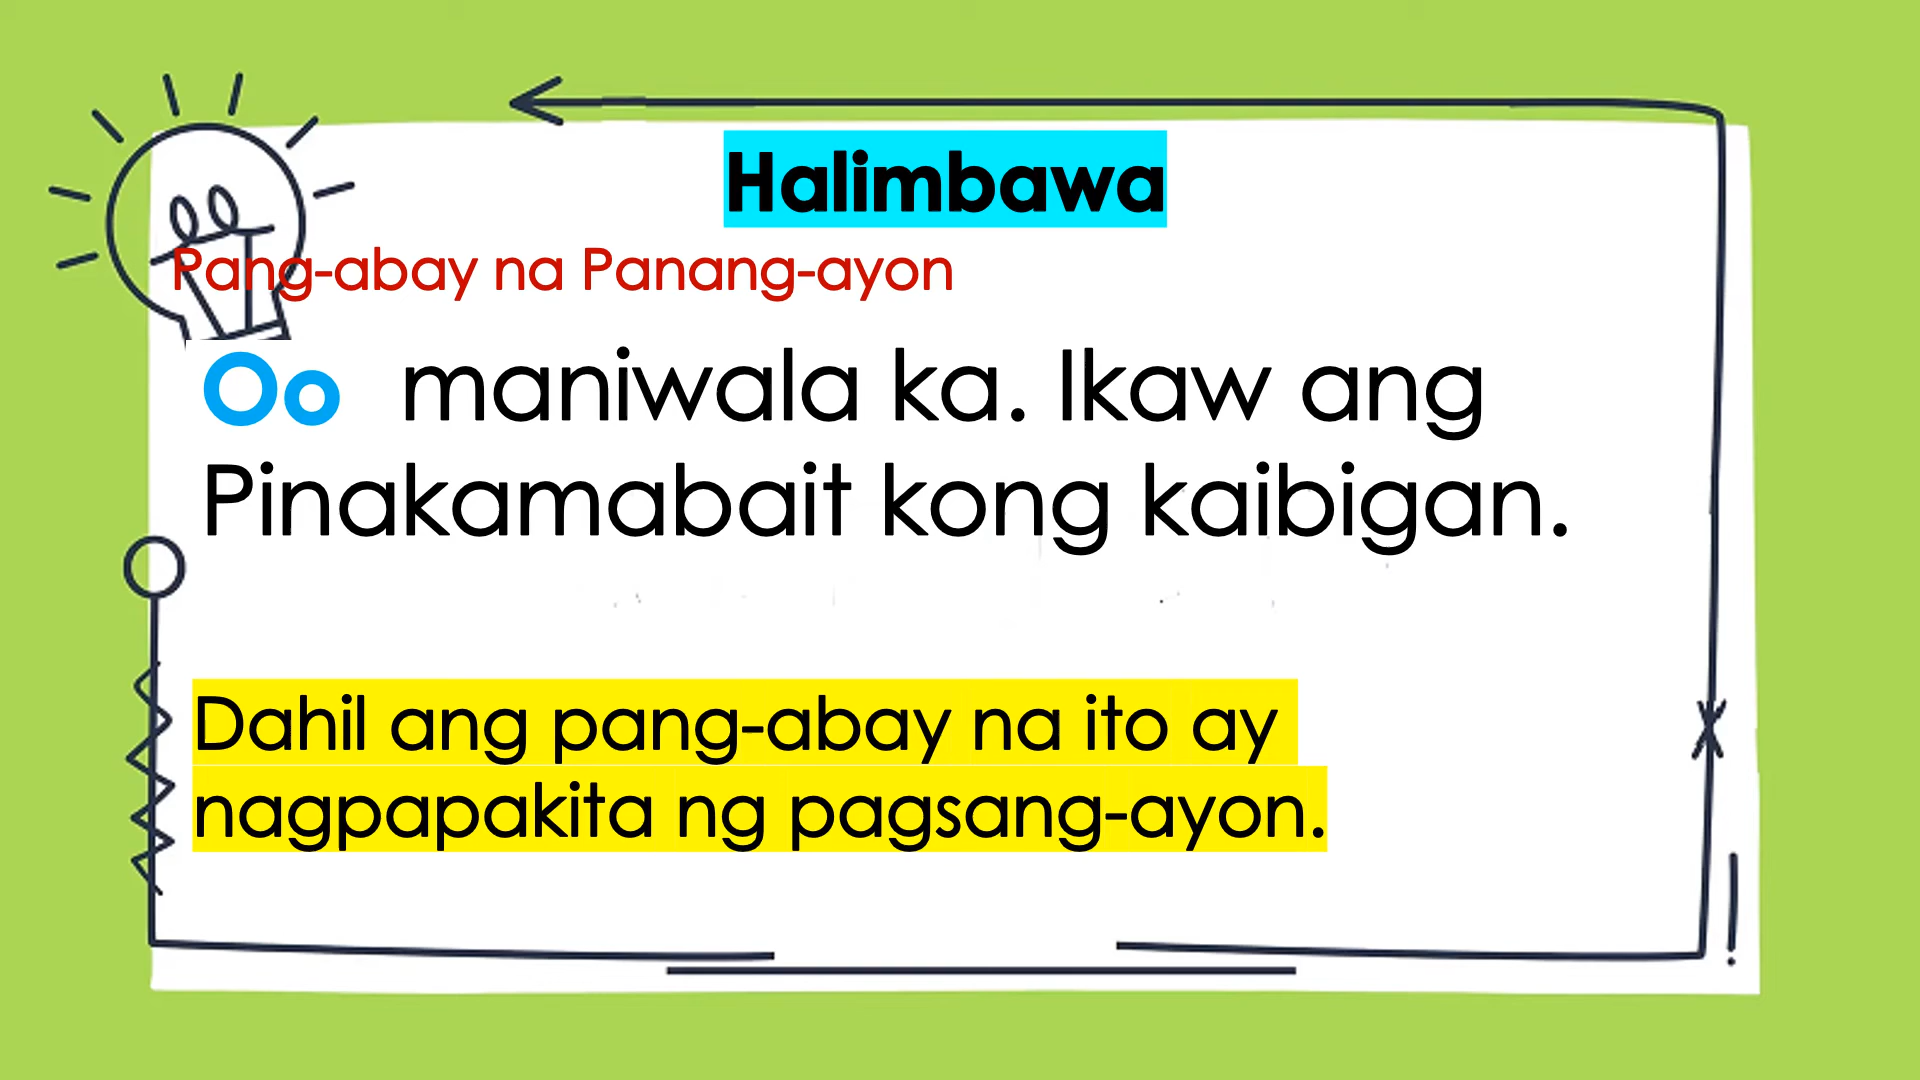 Halimbawa
Pang-abay na Panang-ayon
Oo maniwala ka. Ikaw ang
Pinakamabait kong kaibigan.
Dahil ang pang-abay na ito ay
nagpapakita ng pagsang-ayon.